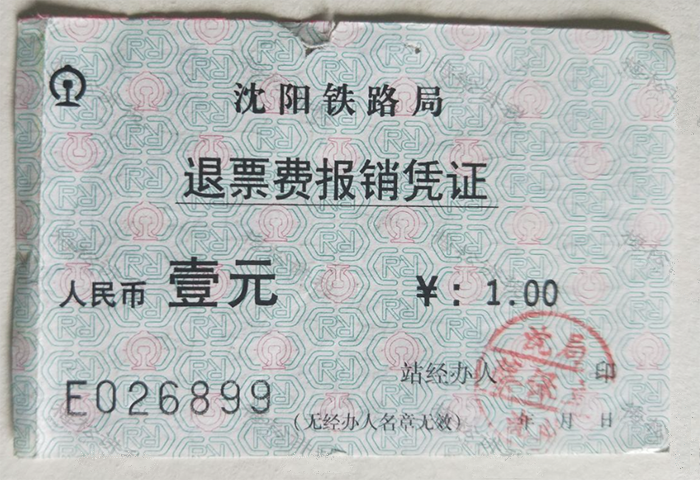 沈阳铁路局
退票费报销凭证
人民币 壹元 ¥: 1.00
站经办人 印
E026899
(无经办人名章无效) 年 月 日